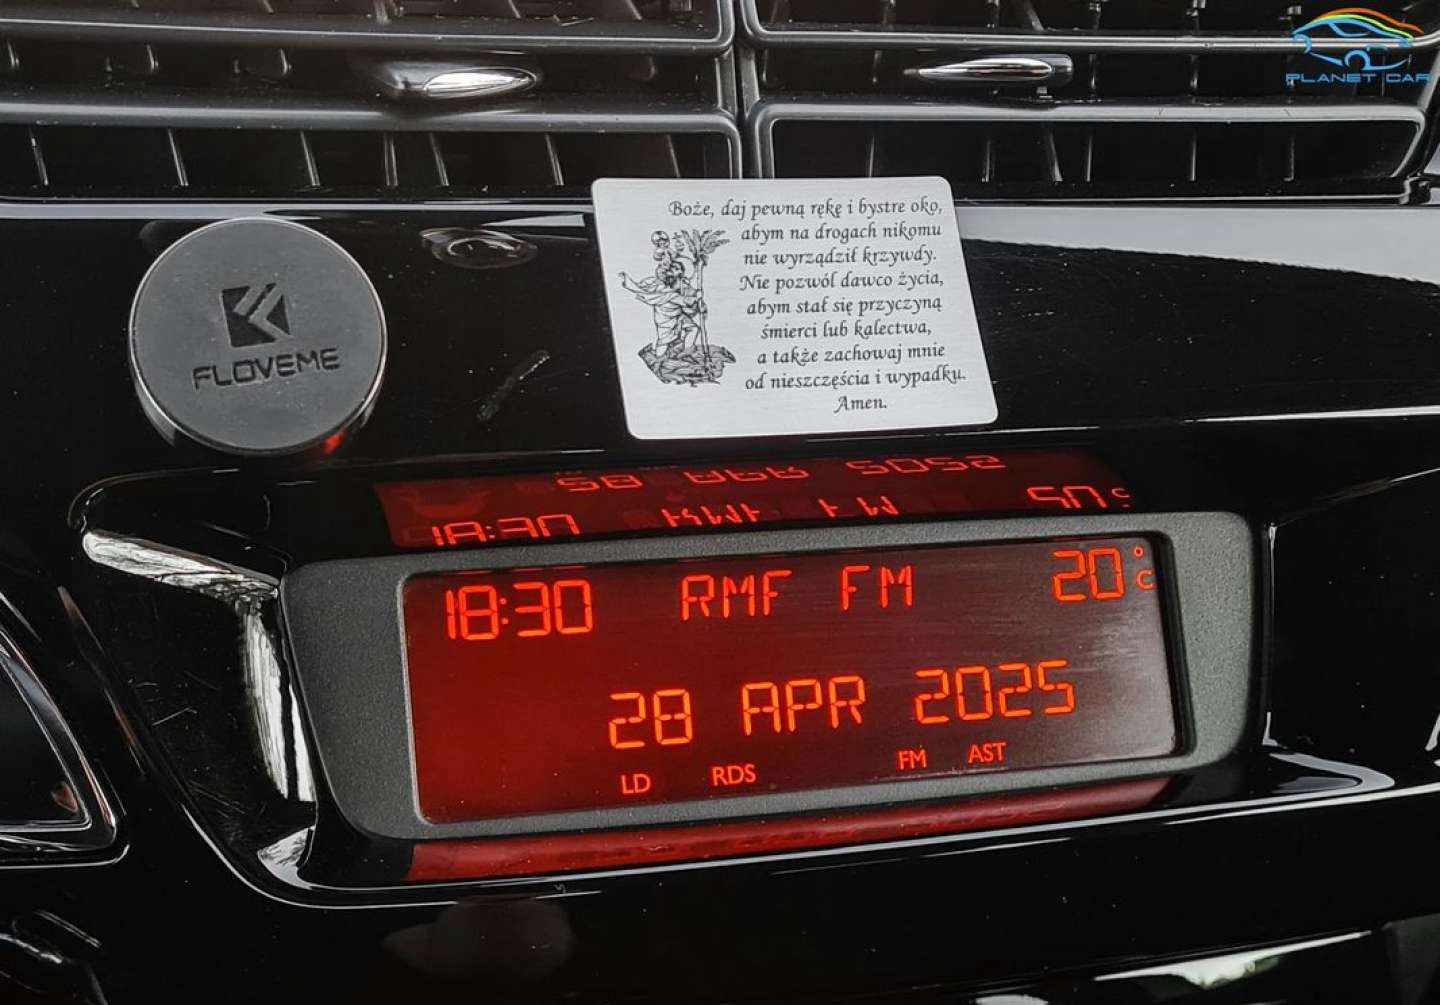 PLANET CAR
Boże, daj pewną rękę i bystre oko,
abym na drogach nikomu
nie wyrządził krzywdy.
Nie pozwól dawco życia,
abym stał się przyczyną
śmierci lub kalectwa,
a także zachowaj mnie
od nieszczęścia i wypadku.
Amen.
FLOVEME
18:30 RMF FM 20°C
28 APR 2025
LD RDS FM AST